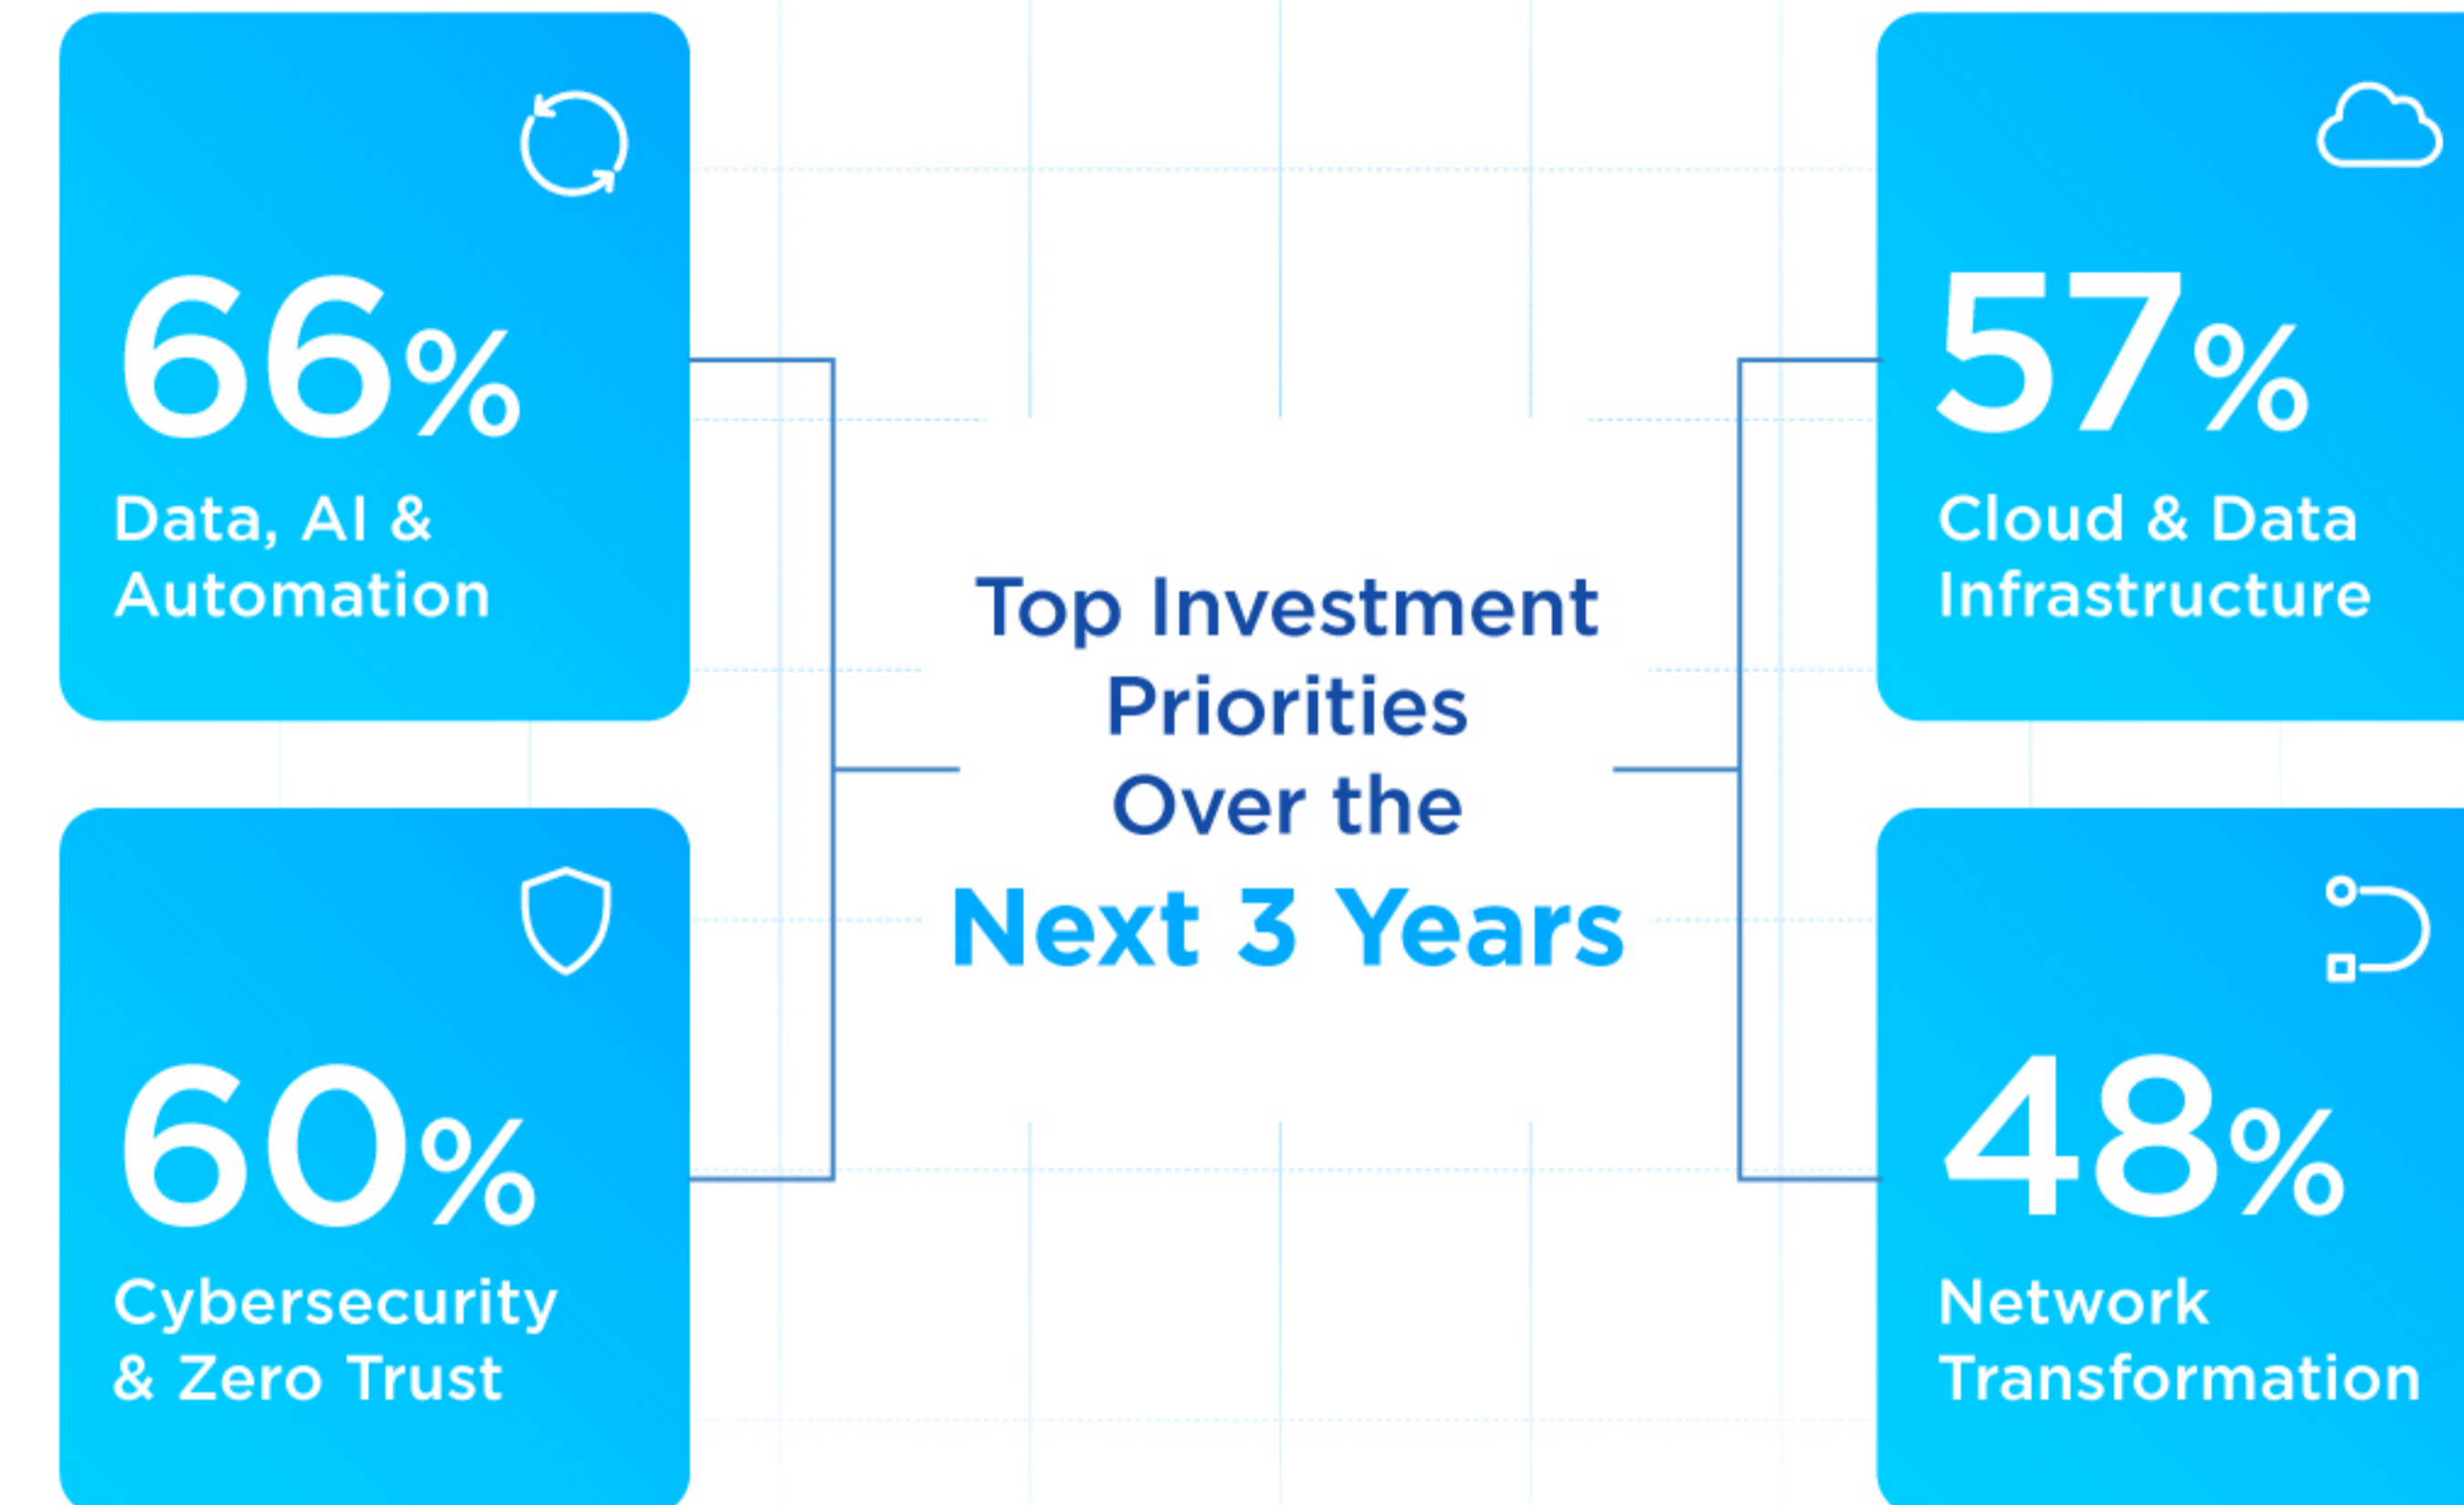 66%
Data, AI &
Automation
60%
Cybersecurity
& Zero Trust
Top Investment
Priorities
Over the
Next 3 Years
57%
Cloud & Data
Infrastructure
48%
Network
Transformation